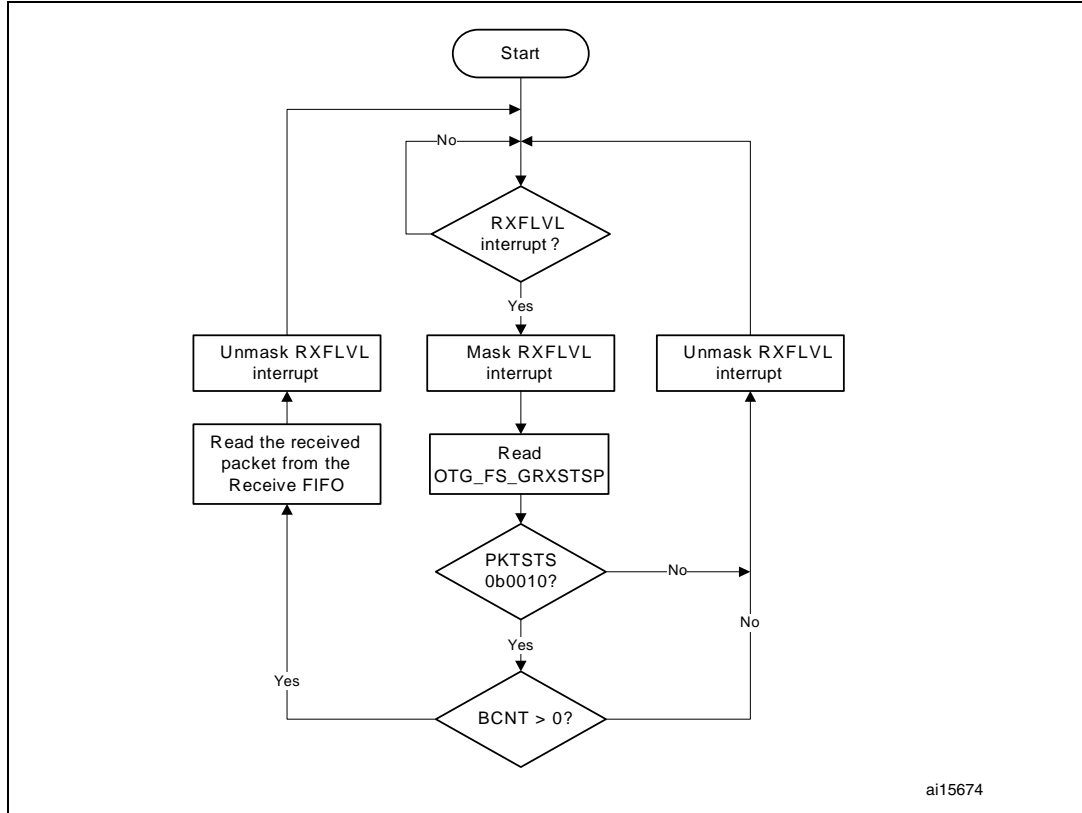 Start
No
RXFLVL
interrupt ?
Yes
Unmask RXFLVL
interrupt
Mask RXFLVL
interrupt
Unmask RXFLVL
interrupt
Read the received
packet from the
Receive FIFO
Read
OTG_FS_GRXSTSP
PKTSTS
0b0010?
No
No
Yes
Yes
BCNT > 0?
ai15674